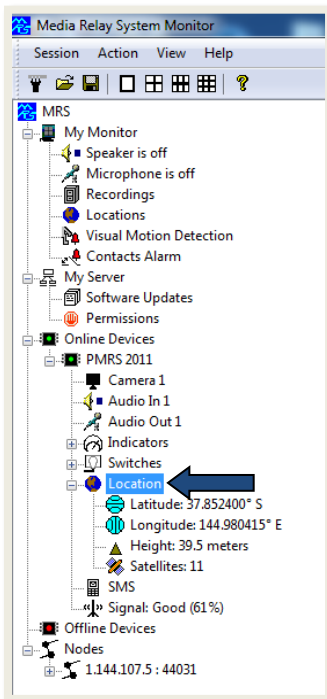 Media Relay System Monitor
Session Action View Help
MRS
My Monitor
Speaker is off
Microphone is off
Recordings
Locations
Visual Motion Detection
Contacts Alarm
My Server
Software Updates
Permissions
Online Devices
PMRS 2011
Camera 1
Audio In 1
Audio Out 1
Indicators
Switches
Location
Latitude: 37.852400° S
Longitude: 144.980415° E
Height: 39.5 meters
Satellites: 11
SMS
Signal: Good (61%)
Offline Devices
Nodes
1.144.107.5 : 44031